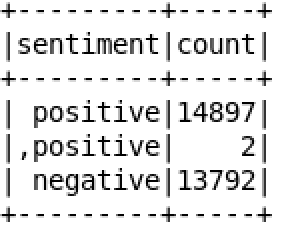 +---------+-----+
|sentiment|count|
+---------+-----+
| positive|14897|
|,positive|    2|
| negative|13792|
+---------+-----+